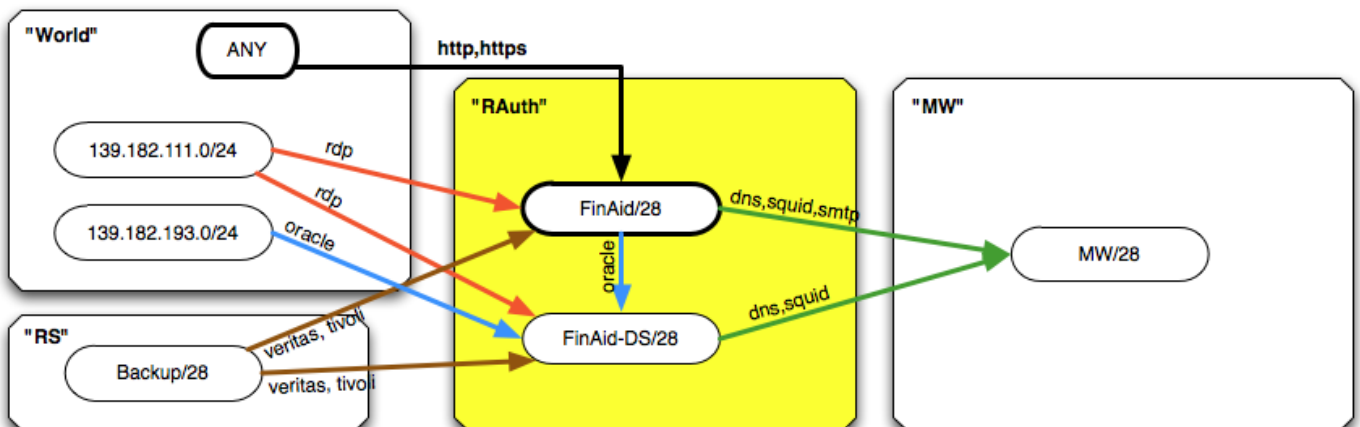 "World"
ANY
http,https
"RAuth"
"MW"
139.182.111.0/24
rdp
rdp
FinAid/28
dns,squid,smtp
139.182.193.0/24
oracle
oracle
MW/28
dns,squid
"RS"
veritas, tivoli
FinAid-DS/28
Backup/28
veritas, tivoli